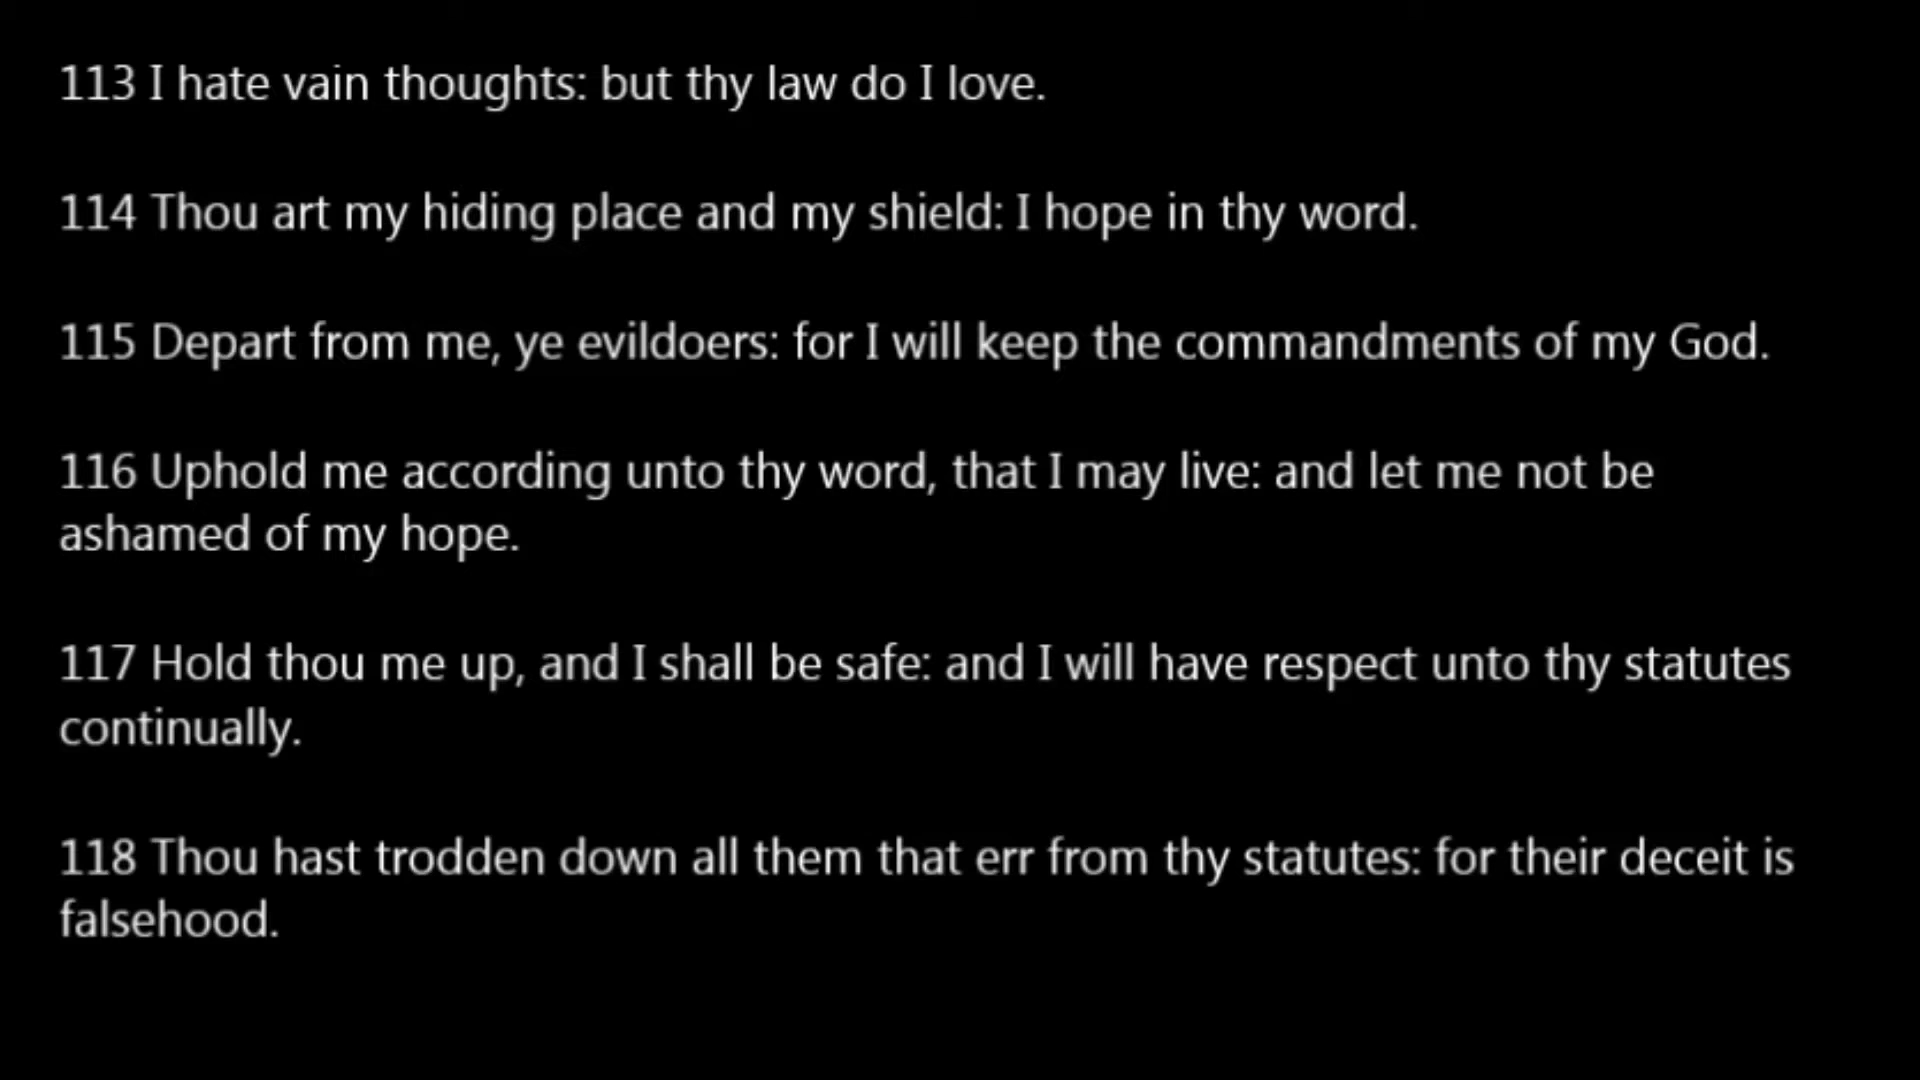 113 I hate vain thoughts: but thy law do I love.
114 Thou art my hiding place and my shield: I hope in thy word.
115 Depart from me, ye evildoers: for I will keep the commandments of my God.
116 Uphold me according unto thy word, that I may live: and let me not be
ashamed of my hope.
117 Hold thou me up, and I shall be safe: and I will have respect unto thy statutes
continually.
118 Thou hast trodden down all them that err from thy statutes: for their deceit is
falsehood.